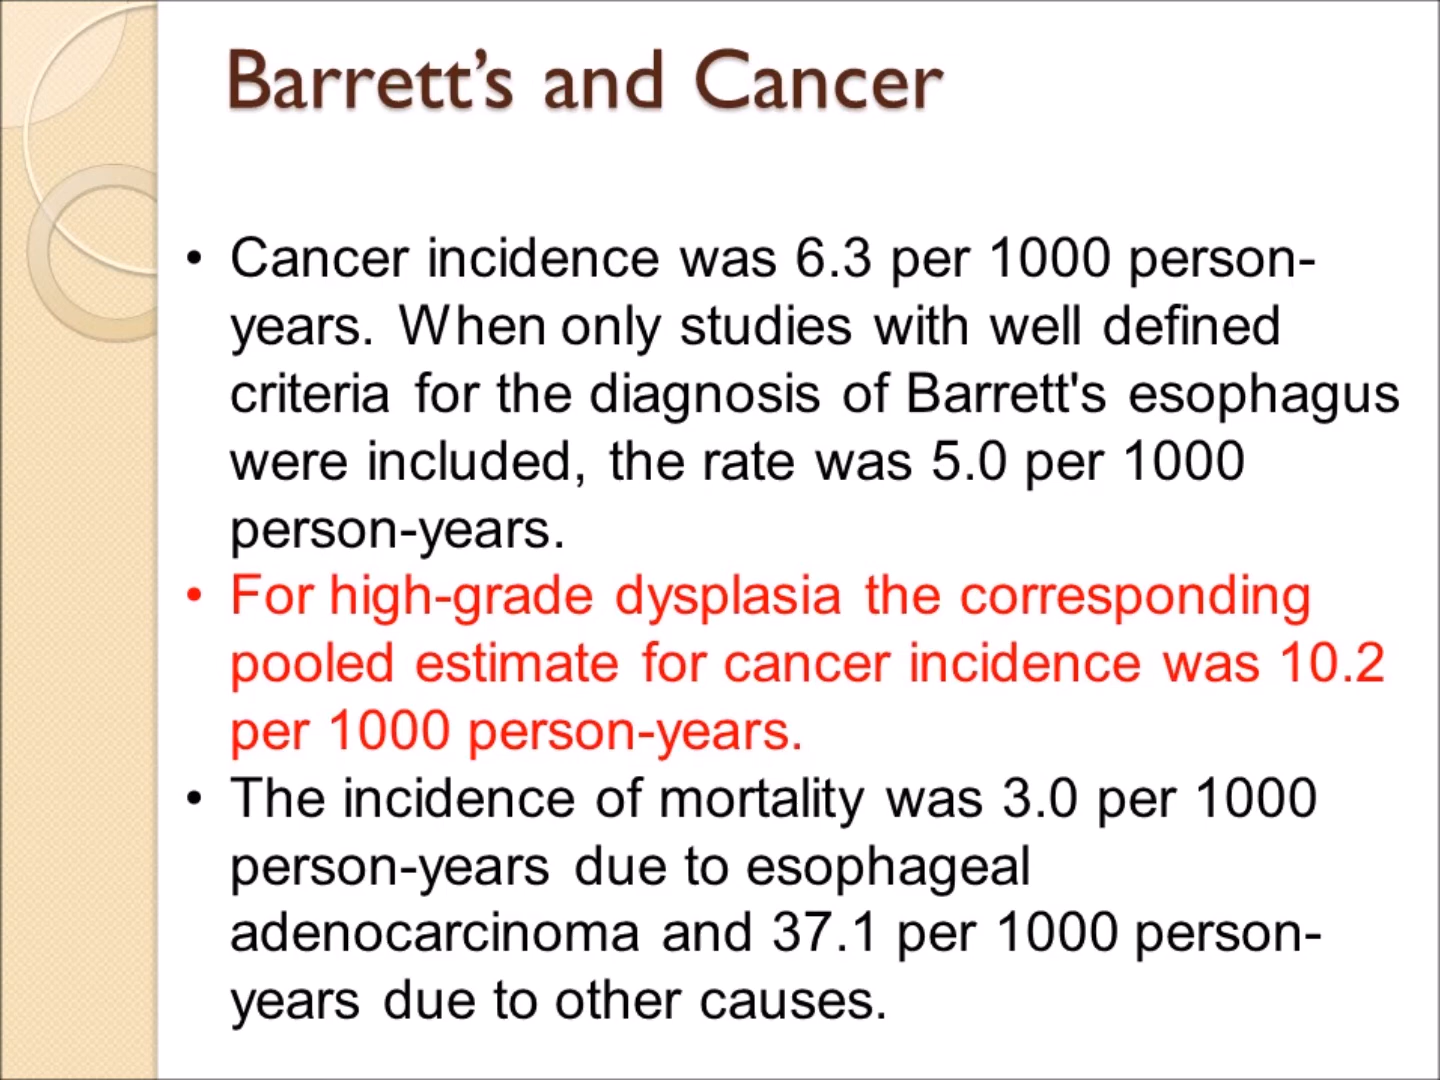 Barrett’s and Cancer
• Cancer incidence was 6.3 per 1000 person-
years. When only studies with well defined
criteria for the diagnosis of Barrett's esophagus
were included, the rate was 5.0 per 1000
person-years.
• For high-grade dysplasia the corresponding
pooled estimate for cancer incidence was 10.2
per 1000 person-years.
• The incidence of mortality was 3.0 per 1000
person-years due to esophageal
adenocarcinoma and 37.1 per 1000 person-
years due to other causes.